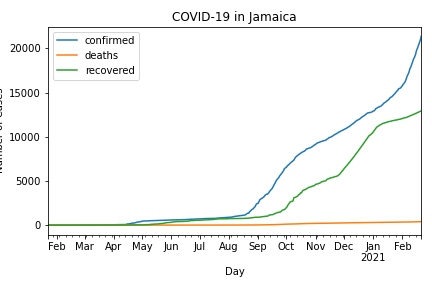 COVID-19 in Jamaica
confirmed
deaths
recovered
20000
15000
10000
5000
0
Feb Mar Apr May Jun Jul Aug Sep Oct Nov Dec Jan Feb
2021
Day